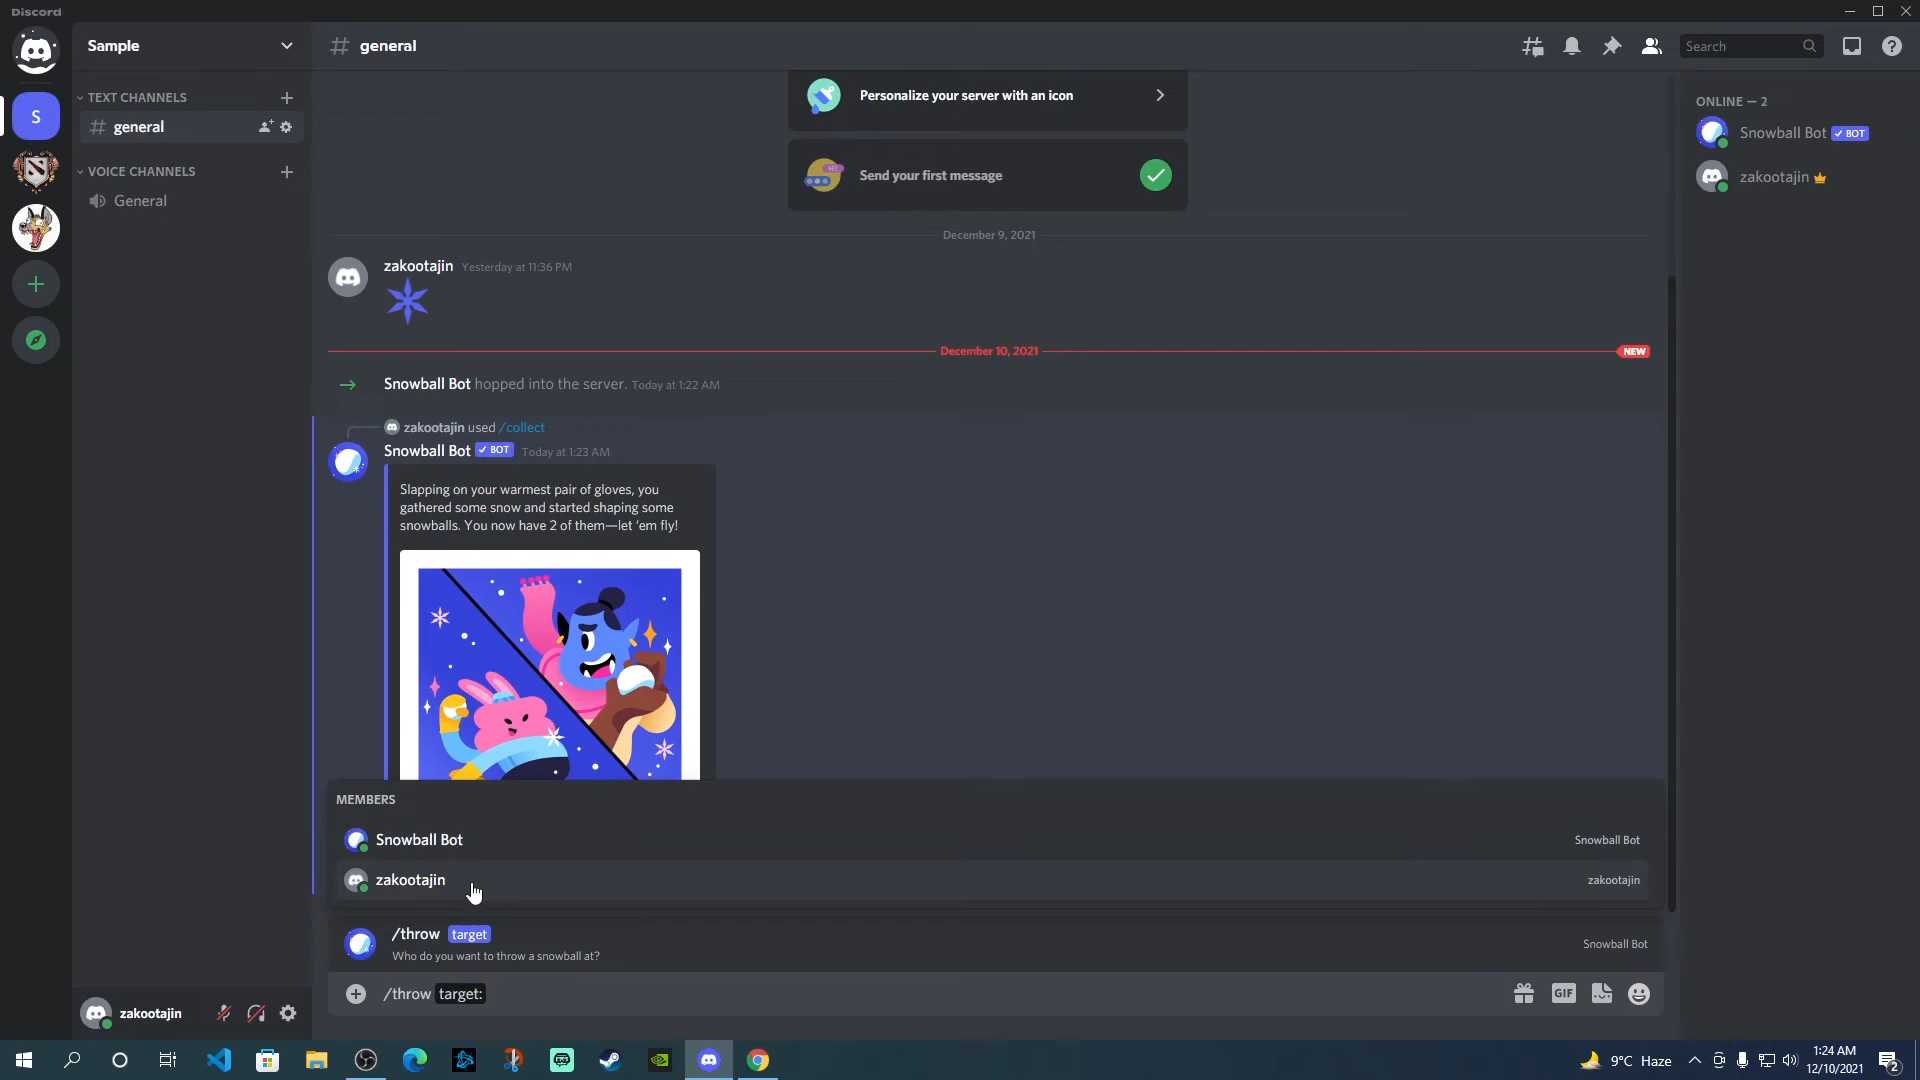 Discord
Sample
general
Search
TEXT CHANNELS
general
VOICE CHANNELS
General
S
Personalize your server with an icon
HI!
Send your first message
December 9, 2021
zakootajin Yesterday at 11:36 PM
December 10, 2021
NEW
Snowball Bot hopped into the server. Today at 1:22 AM
zakootajin used /collect
Snowball Bot ✓ BOT Today at 1:23 AM
Slapping on your warmest pair of gloves, you
gathered some snow and started shaping some
snowballs. You now have 2 of them—let 'em fly!
MEMBERS
Snowball Bot Snowball Bot
zakootajin zakootajin
/throw target
Who do you want to throw a snowball at?
Snowball Bot
/throw target:
GIF
ONLINE — 2
Snowball Bot ✓ BOT
zakootajin
zakootajin
9°C Haze
1:24 AM
12/10/2021
2